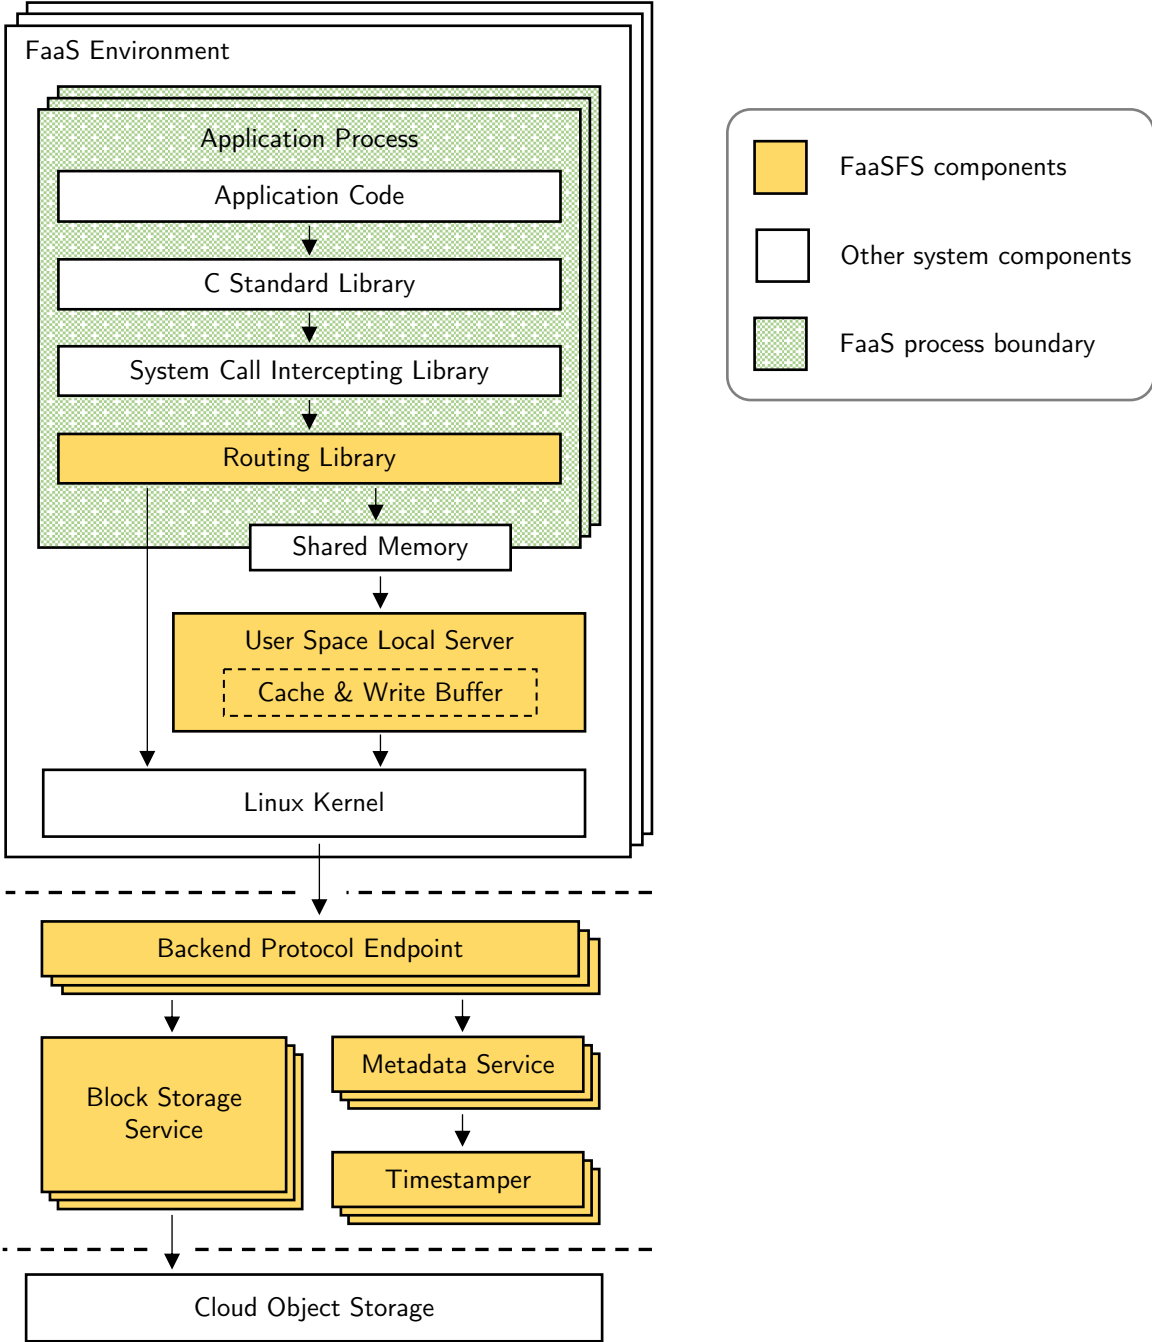 FaaS Environment
Application Process
Application Code
C Standard Library
System Call Intercepting Library
Routing Library
Shared Memory
User Space Local Server
Cache & Write Buffer
Linux Kernel
Backend Protocol Endpoint
Block Storage
Service
Metadata Service
Timestamper
Cloud Object Storage
FaaSFS components
Other system components
FaaS process boundary